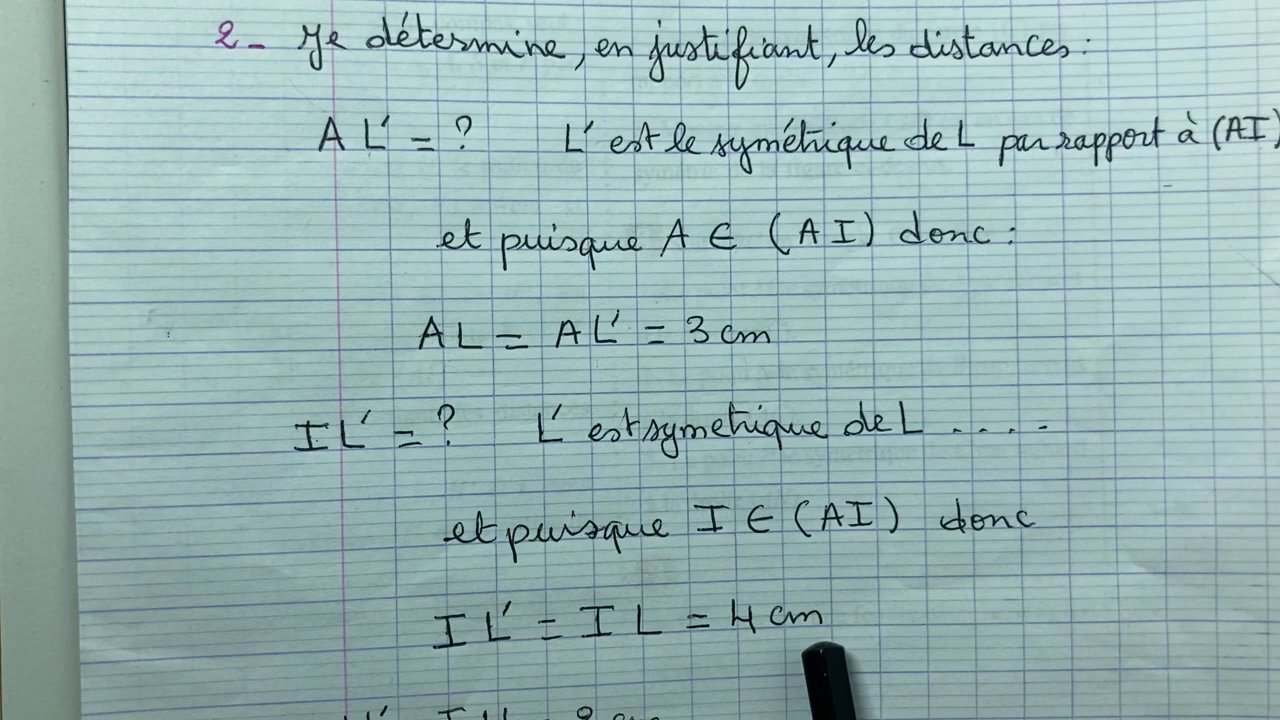 2- Je détermine, en justifiant, les distances:
AL' = ? L' est le symétrique de L par rapport à (AI)
et puisque A ∈ (AI) donc:
AL = AL' = 3 cm
IL' = ? L' est symetrique de L ....
et puisque I ∈ (AI) donc
IL' = IL = 4 cm